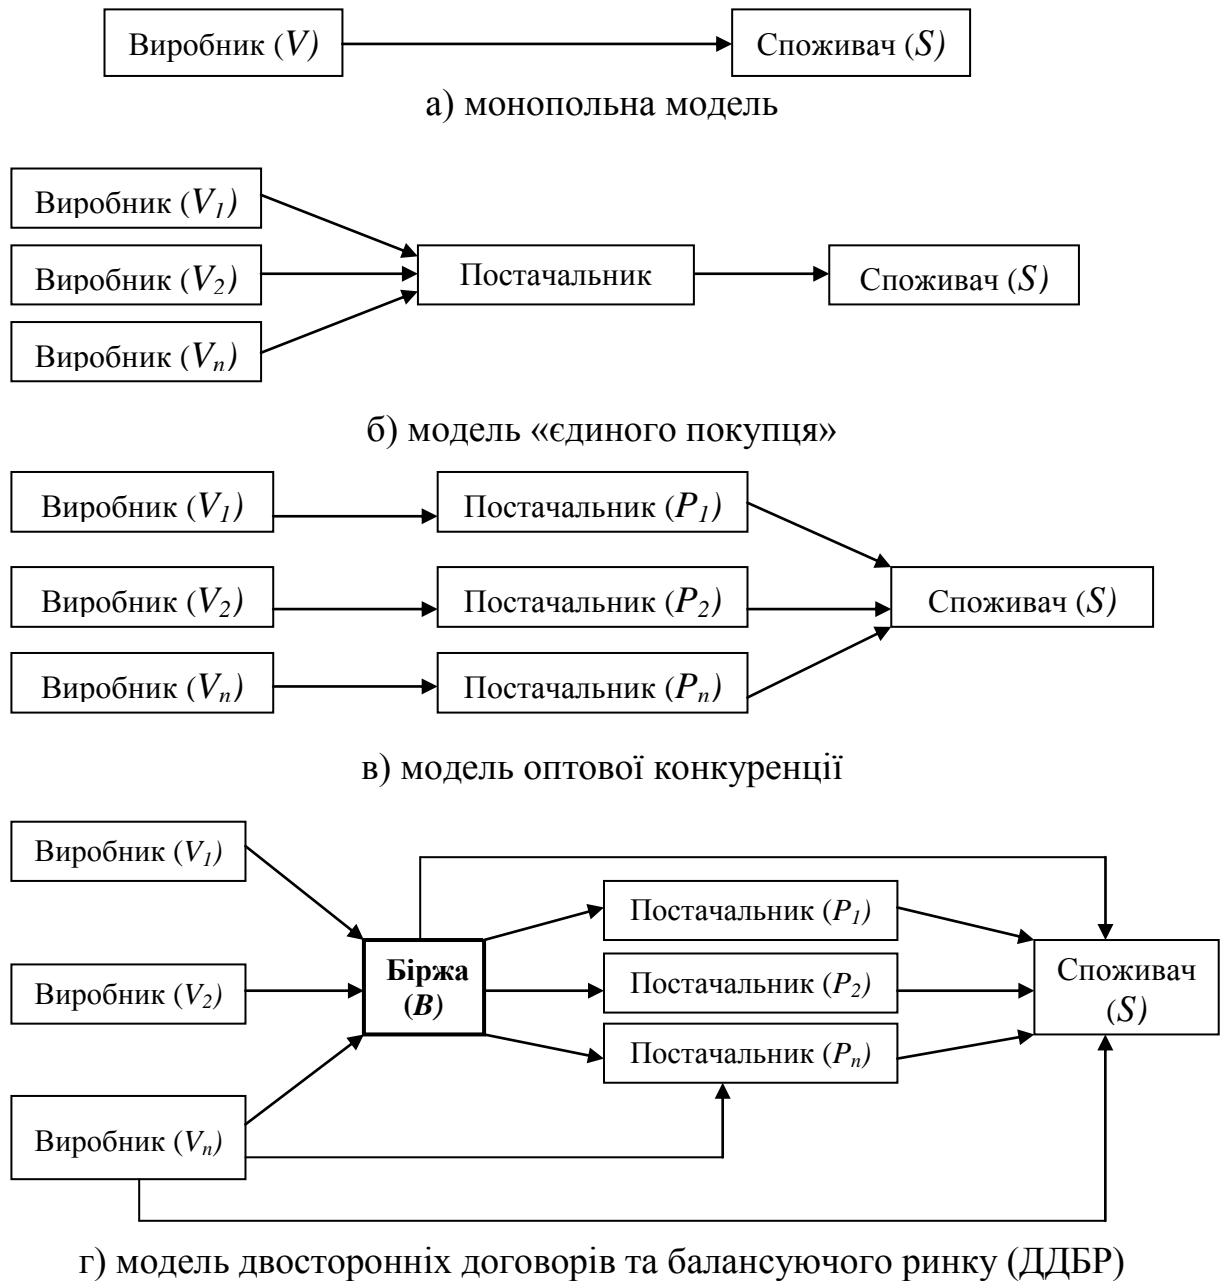 Виробник (V)
Споживач (S)
а) монопольна модель
Виробник (V1)
Виробник (V2)
Постачальник
Споживач (S)
Виробник (Vn)
б) модель «єдиного покупця»
Виробник (V1)
Постачальник (P1)
Виробник (V2)
Постачальник (P2)
Споживач (S)
Виробник (Vn)
Постачальник (Pn)
в) модель оптової конкуренції
Виробник (V1)
Постачальник (P1)
Біржа
(B)
Виробник (V2)
Постачальник (P2)
Споживач
(S)
Постачальник (Pn)
Виробник (Vn)
г) модель двосторонніх договорів та балансуючого ринку (ДДБР)